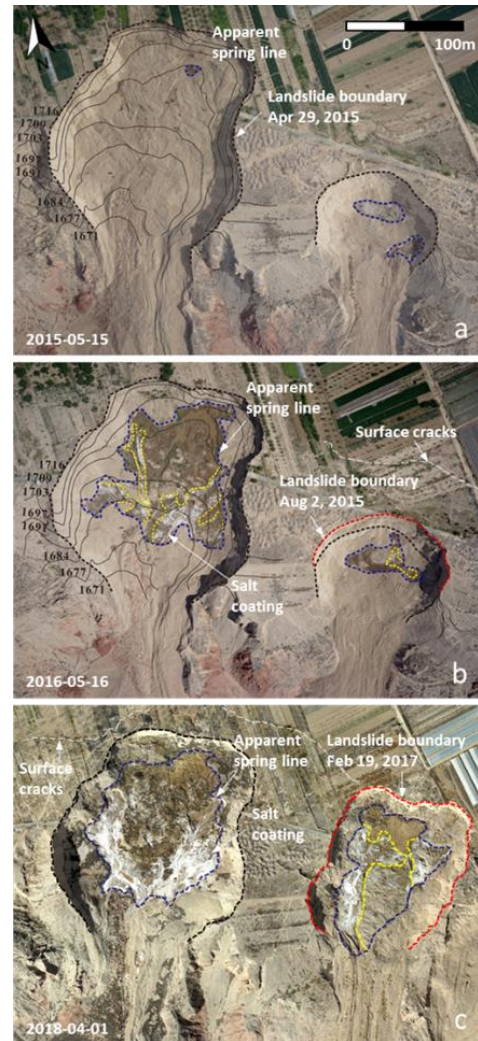 0
100m
Apparent
spring line
Landslide boundary
Apr 29, 2015
1716
1709
1703
1697
1691
1684
1677
1671
2015-05-15
a
Apparent
spring line
Surface cracks
Landslide boundary
Aug 2, 2015
1716
1709
1703
1697
1691
1684
1677
1671
Salt
coating
2016-05-16
b
Apparent
spring line
Landslide boundary
Feb 19, 2017
Surface
cracks
Salt
coating
2018-04-01
c